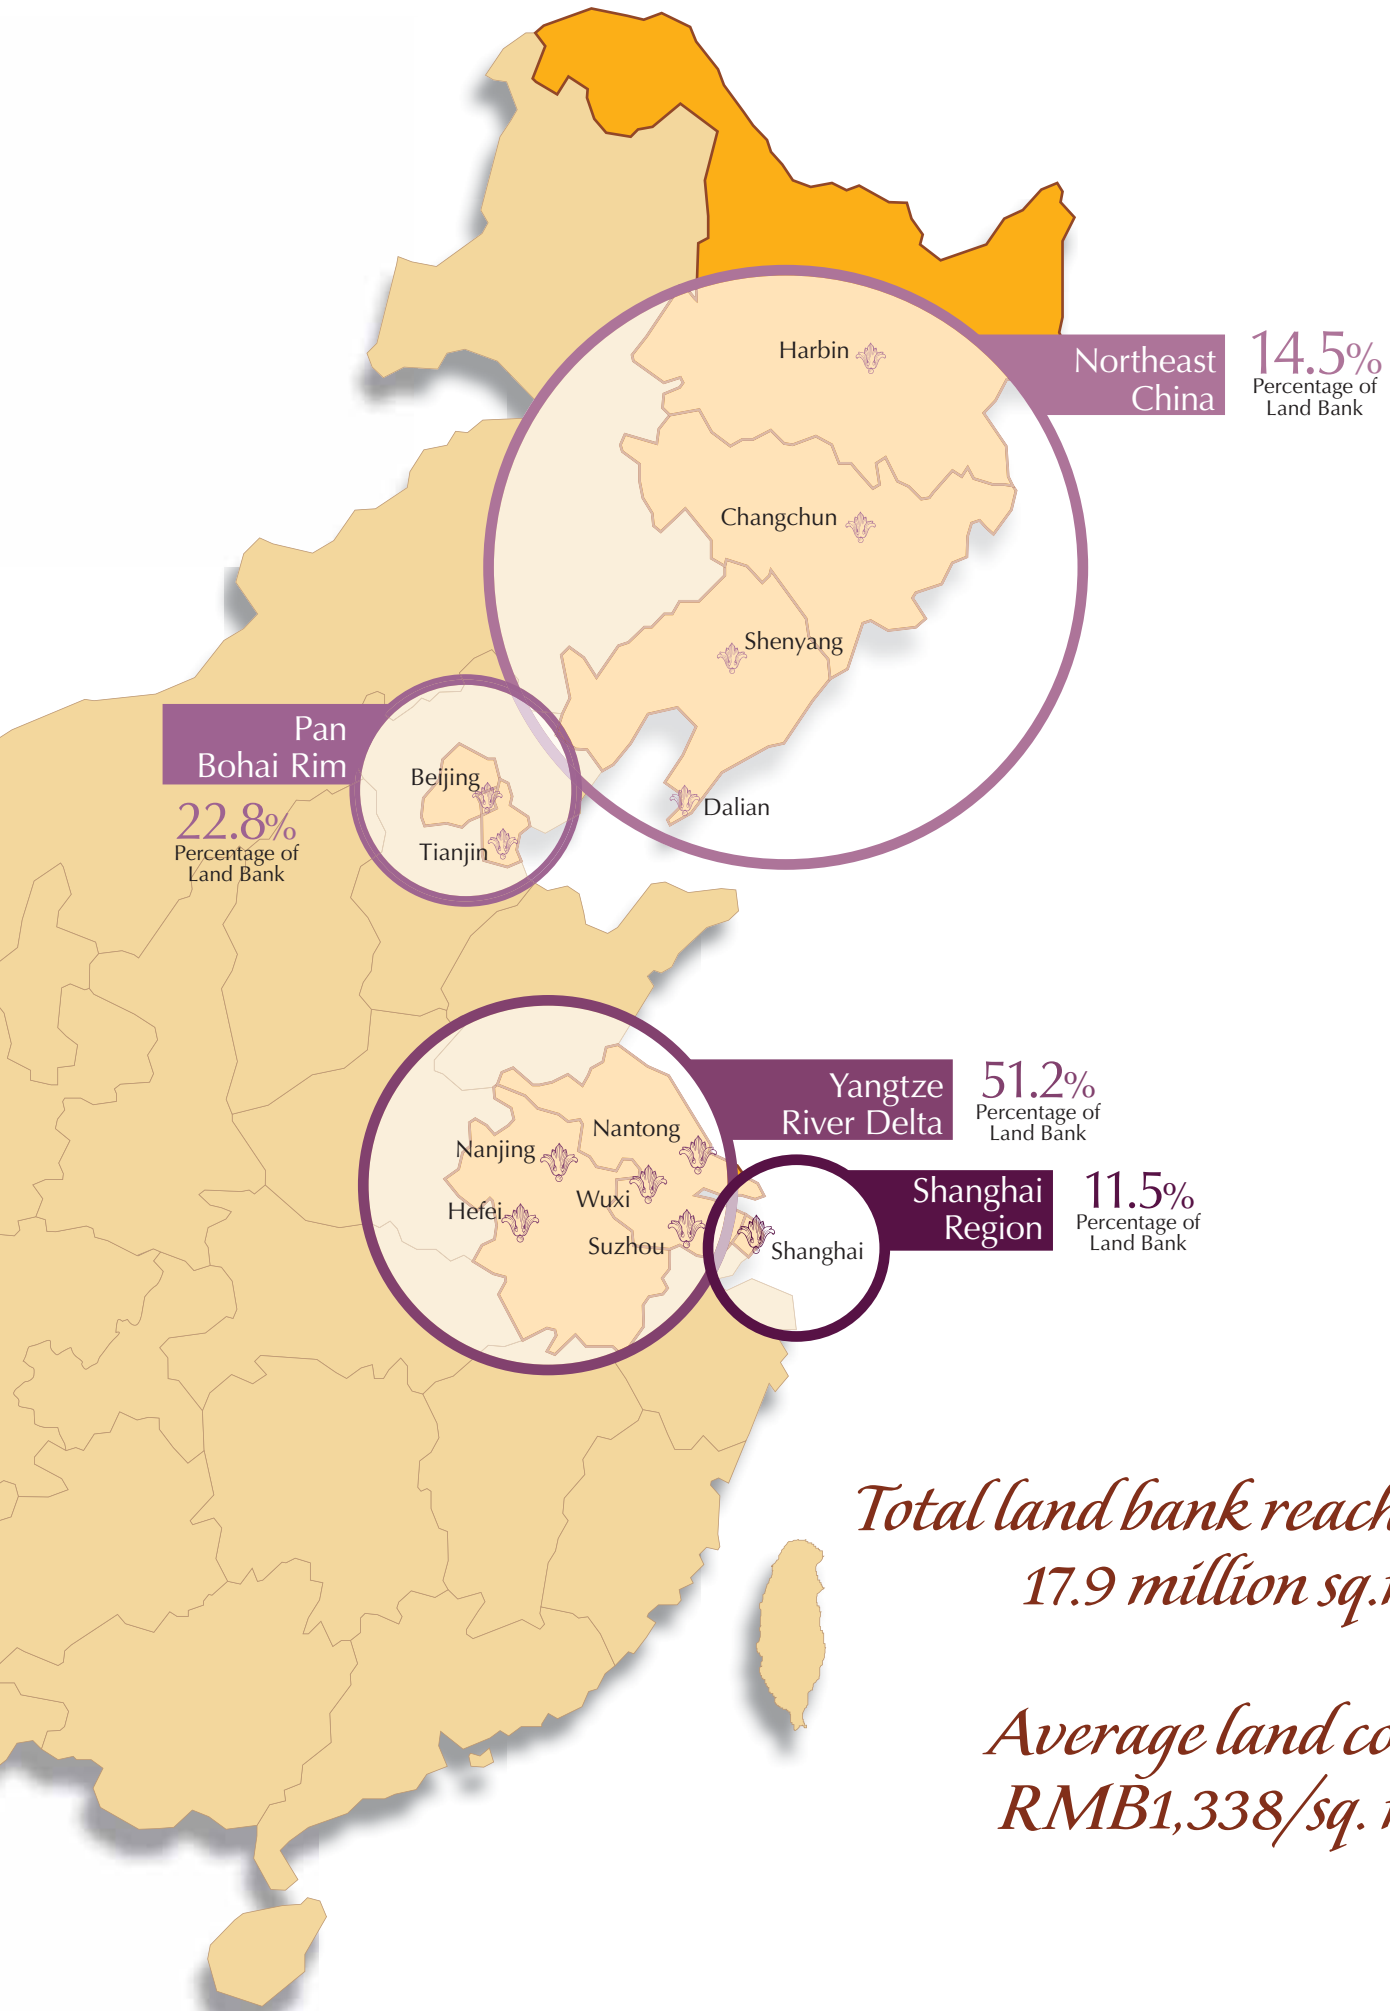 Harbin
Northeast
China
14.5%
Percentage of
Land Bank
Changchun
Shenyang
Dalian
Pan
Bohai Rim
22.8%
Percentage of
Land Bank
Beijing
Tianjin
Yangtze
River Delta
51.2%
Percentage of
Land Bank
Nantong
Nanjing
Wuxi
Hefei
Suzhou
Shanghai
Region
11.5%
Percentage of
Land Bank
Shanghai
Total land bank reach
17.9 million sq.
Average land co
RMB1,338/sq.